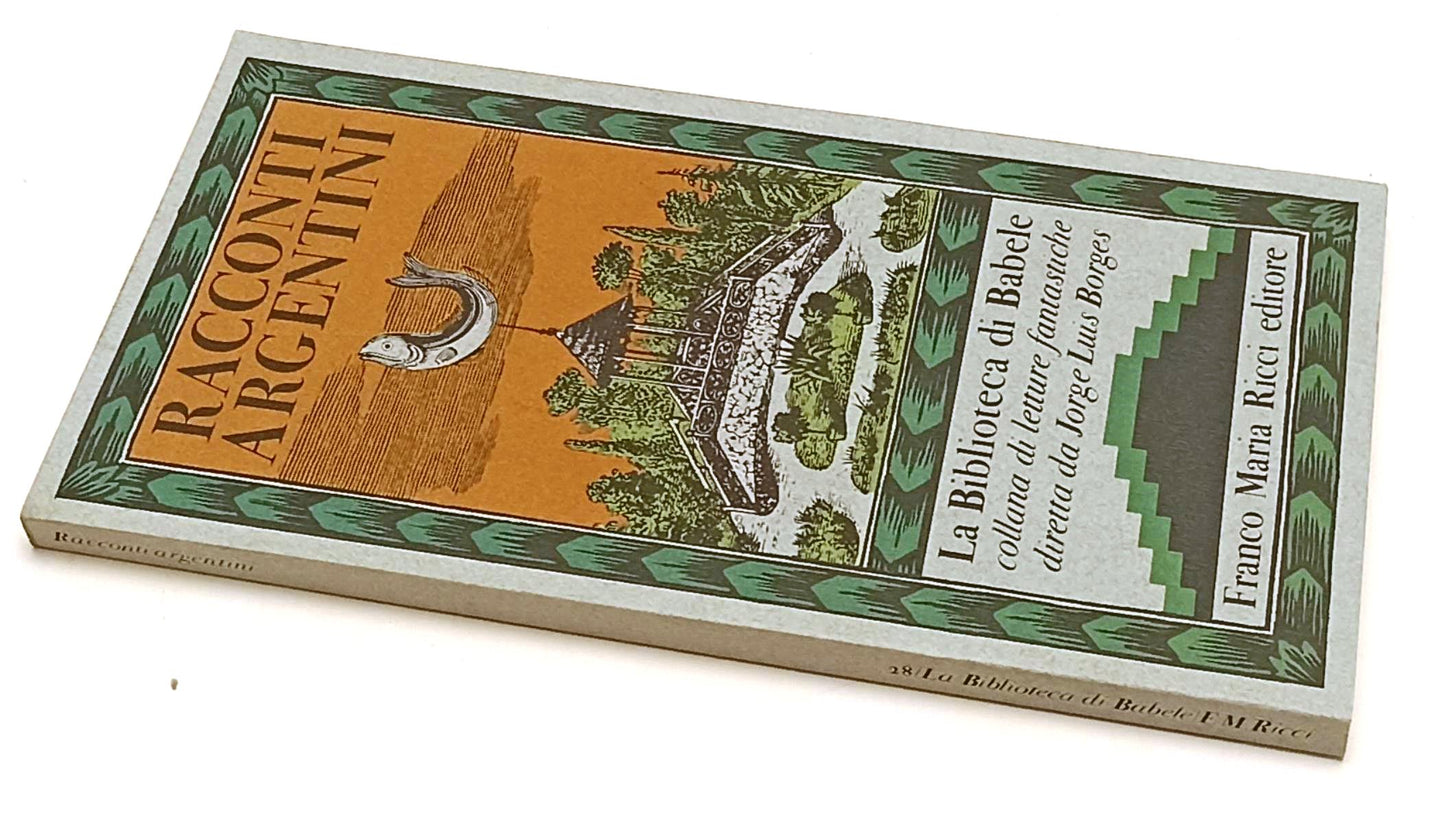 RACCONTI
ARGENTINI
La Biblioteca di Babele
collana di letture fantastiche
diretta da Jorge Luis Borges
Franco Maria Ricci editore
Racconti argentini
28/La Biblioteca di Babele/F M Ricci